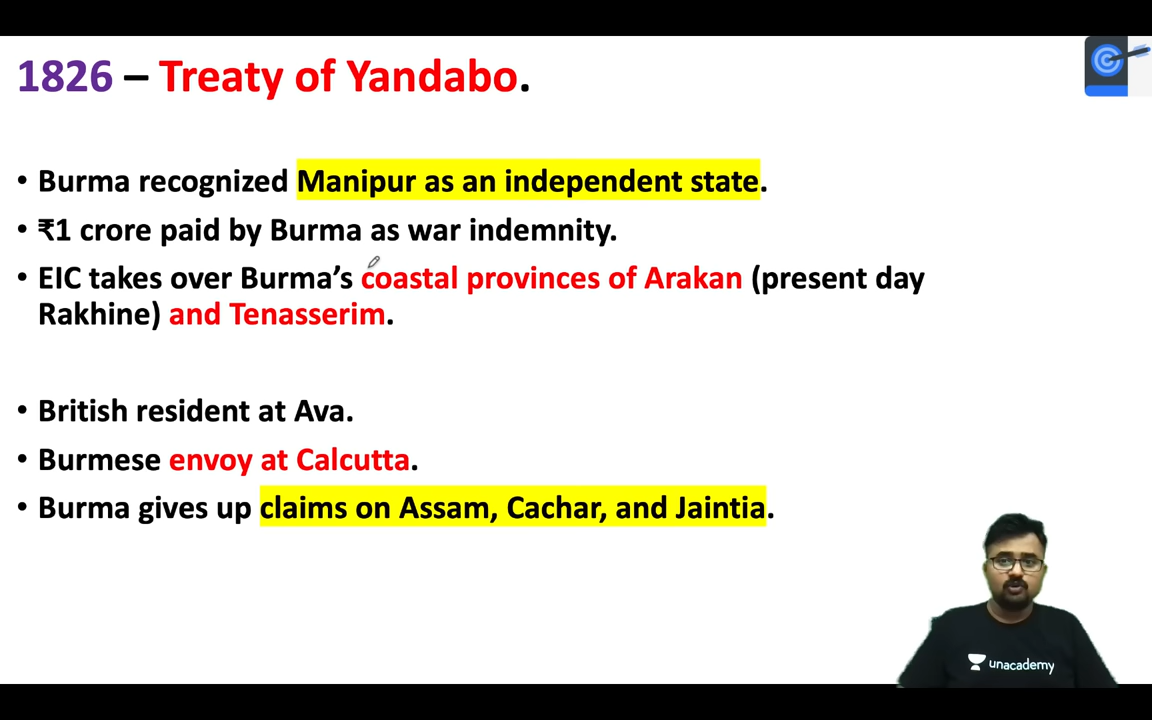 1826 – Treaty of Yandabo.
• Burma recognized Manipur as an independent state.
• ₹1 crore paid by Burma as war indemnity.
• EIC takes over Burma’s coastal provinces of Arakan (present day
Rakhine) and Tenasserim.
• British resident at Ava.
• Burmese envoy at Calcutta.
• Burma gives up claims on Assam, Cachar, and Jaintia.
unacademy